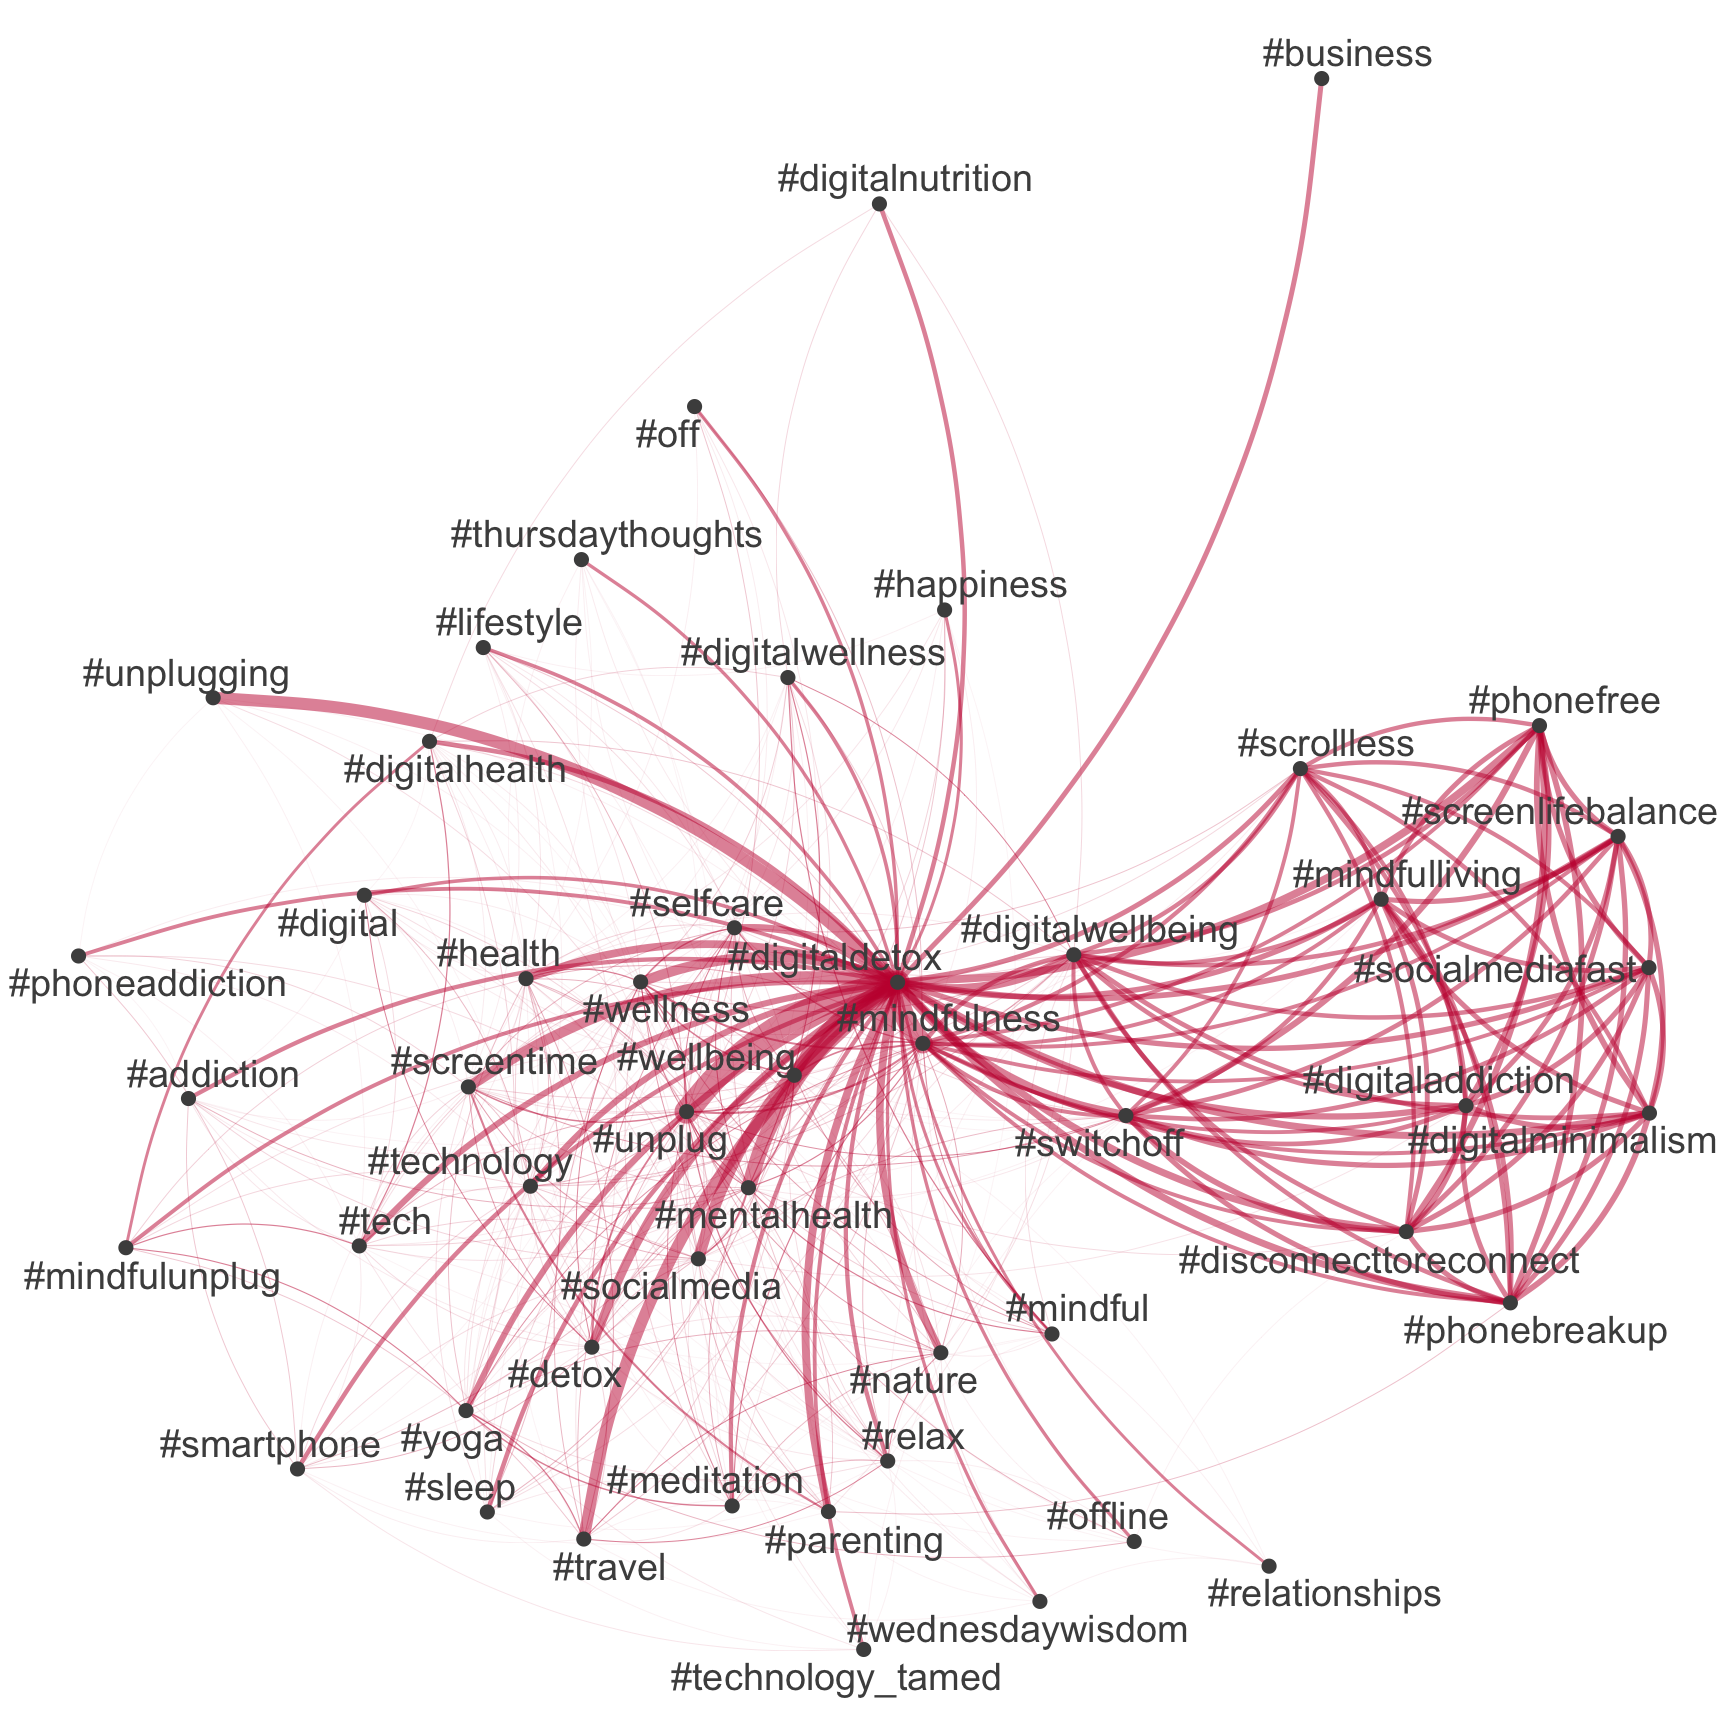 #business
#digitalnutrition
#off
#thursdaythoughts
#happiness
#lifestyle
#digitalwellness
#unplugging
#phonefree
#scrollless
#digitalhealth
#screenlifebalance
#mindfulliving
#selfcare
#digital
#digitalwellbeing
#health
#digitaldetox
#socialmediafast
#phoneaddiction
#wellness
#mindfulness
#screentime
#wellbeing
#addiction
#digitaladdiction
#unplug
#switchoff
#digitalminimalism
#technology
#mentalhealth
#tech
#disconnecttoreconnect
#mindfulunplug
#socialmedia
#mindful
#phonebreakup
#detox
#nature
#yoga
#relax
#smartphone
#sleep
#meditation
#offline
#parenting
#travel
#relationships
#wednesdaywisdom
#technology_tamed